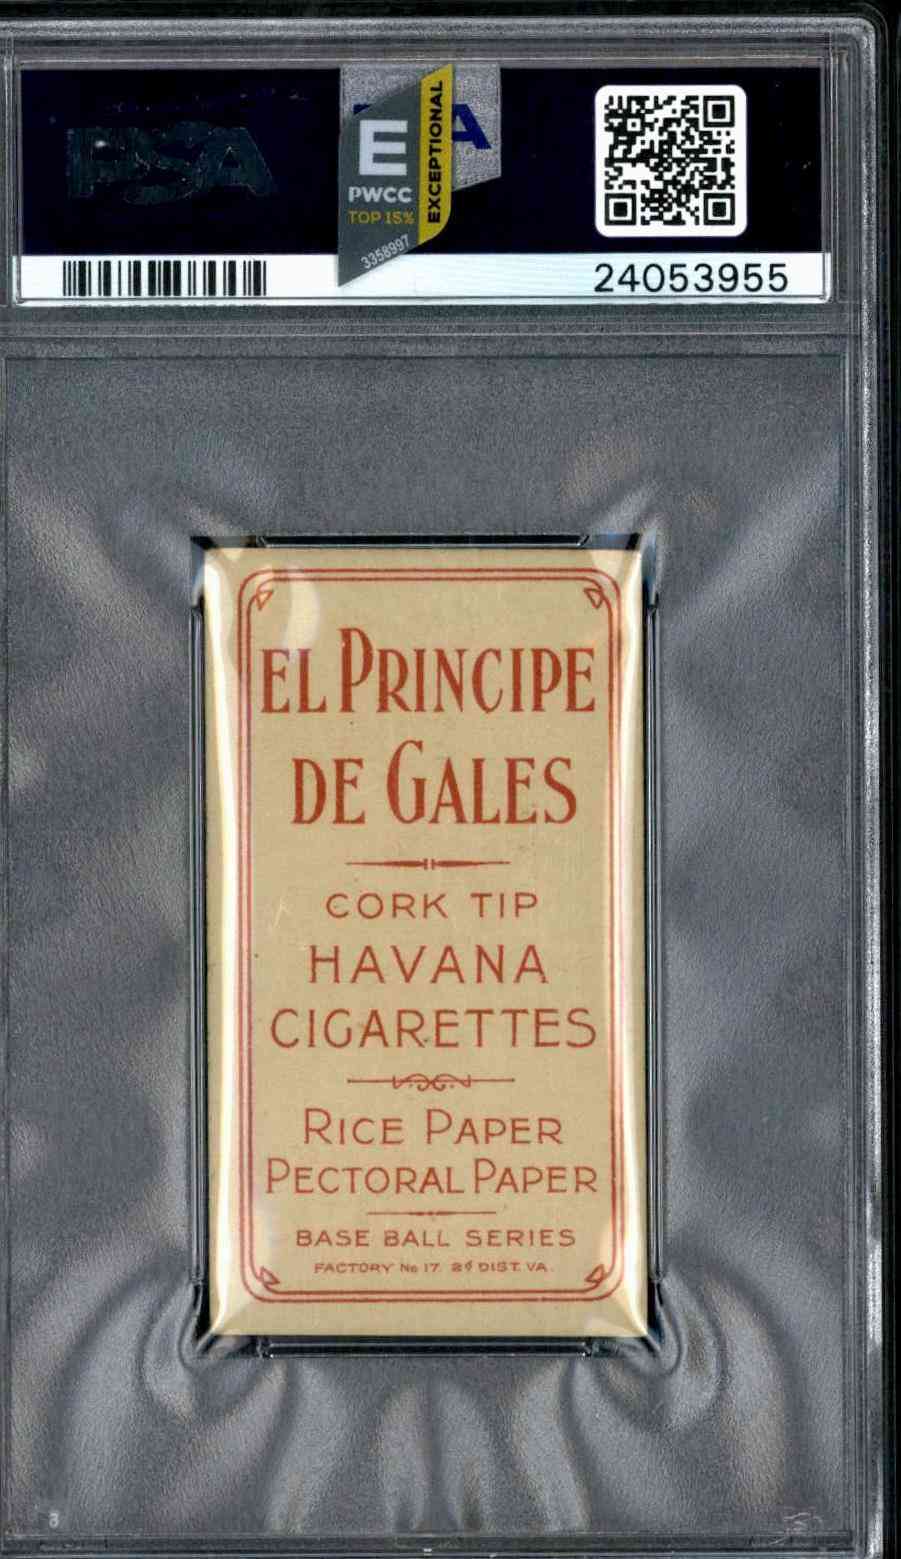 PSA
A
E
PWCC
TOP 15%
EXCEPTIONAL
3358997
24053955
EL PRINCIPE
DE GALES
CORK TIP
HAVANA
CIGARETTES
RICE PAPER
PECTORAL PAPER
BASE BALL SERIES
FACTORY No 17. 2d DIST. VA.